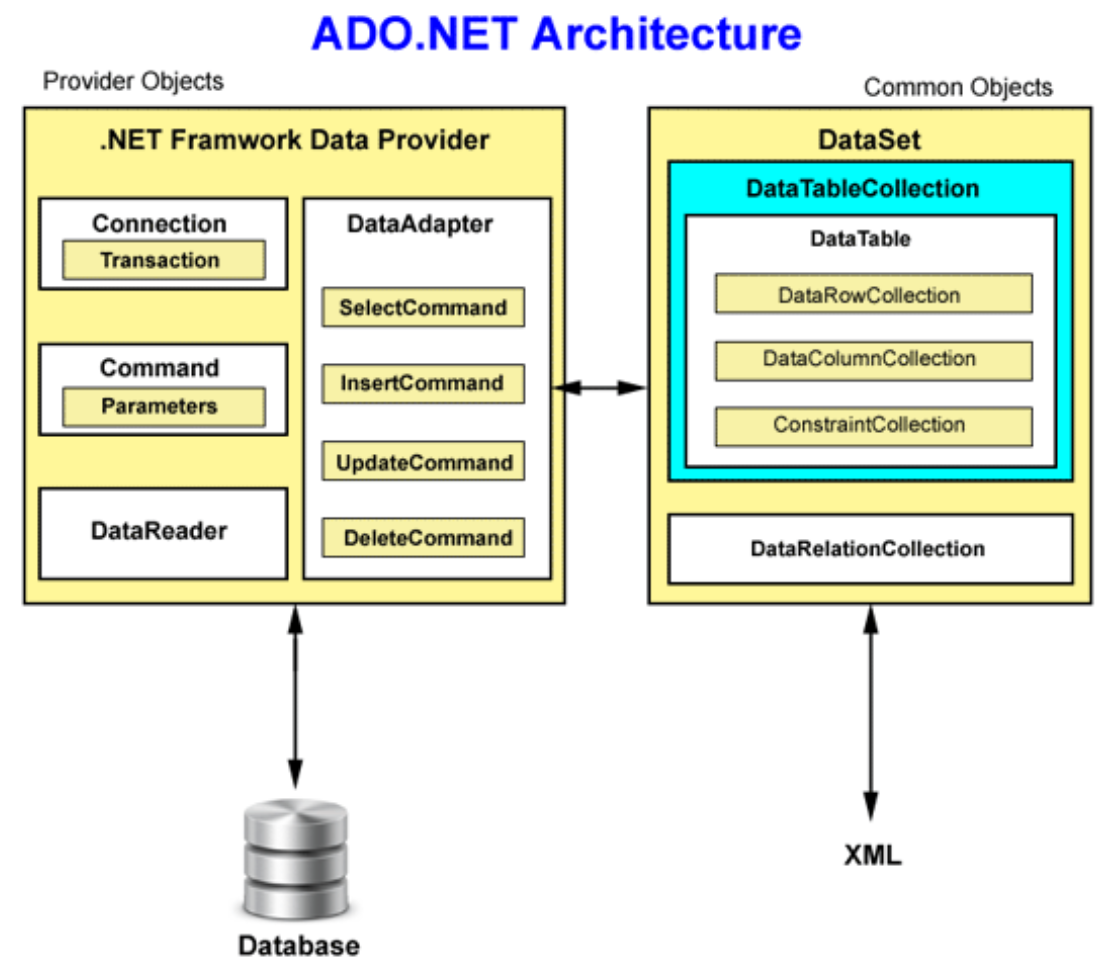 ADO.NET Architecture
Provider Objects
.NET Framwork Data Provider
Connection
Transaction
Command
Parameters
DataReader
DataAdapter
SelectCommand
InsertCommand
UpdateCommand
DeleteCommand
Common Objects
DataSet
DataTableCollection
DataTable
DataRowCollection
DataColumnCollection
ConstraintCollection
DataRelationCollection
Database
XML